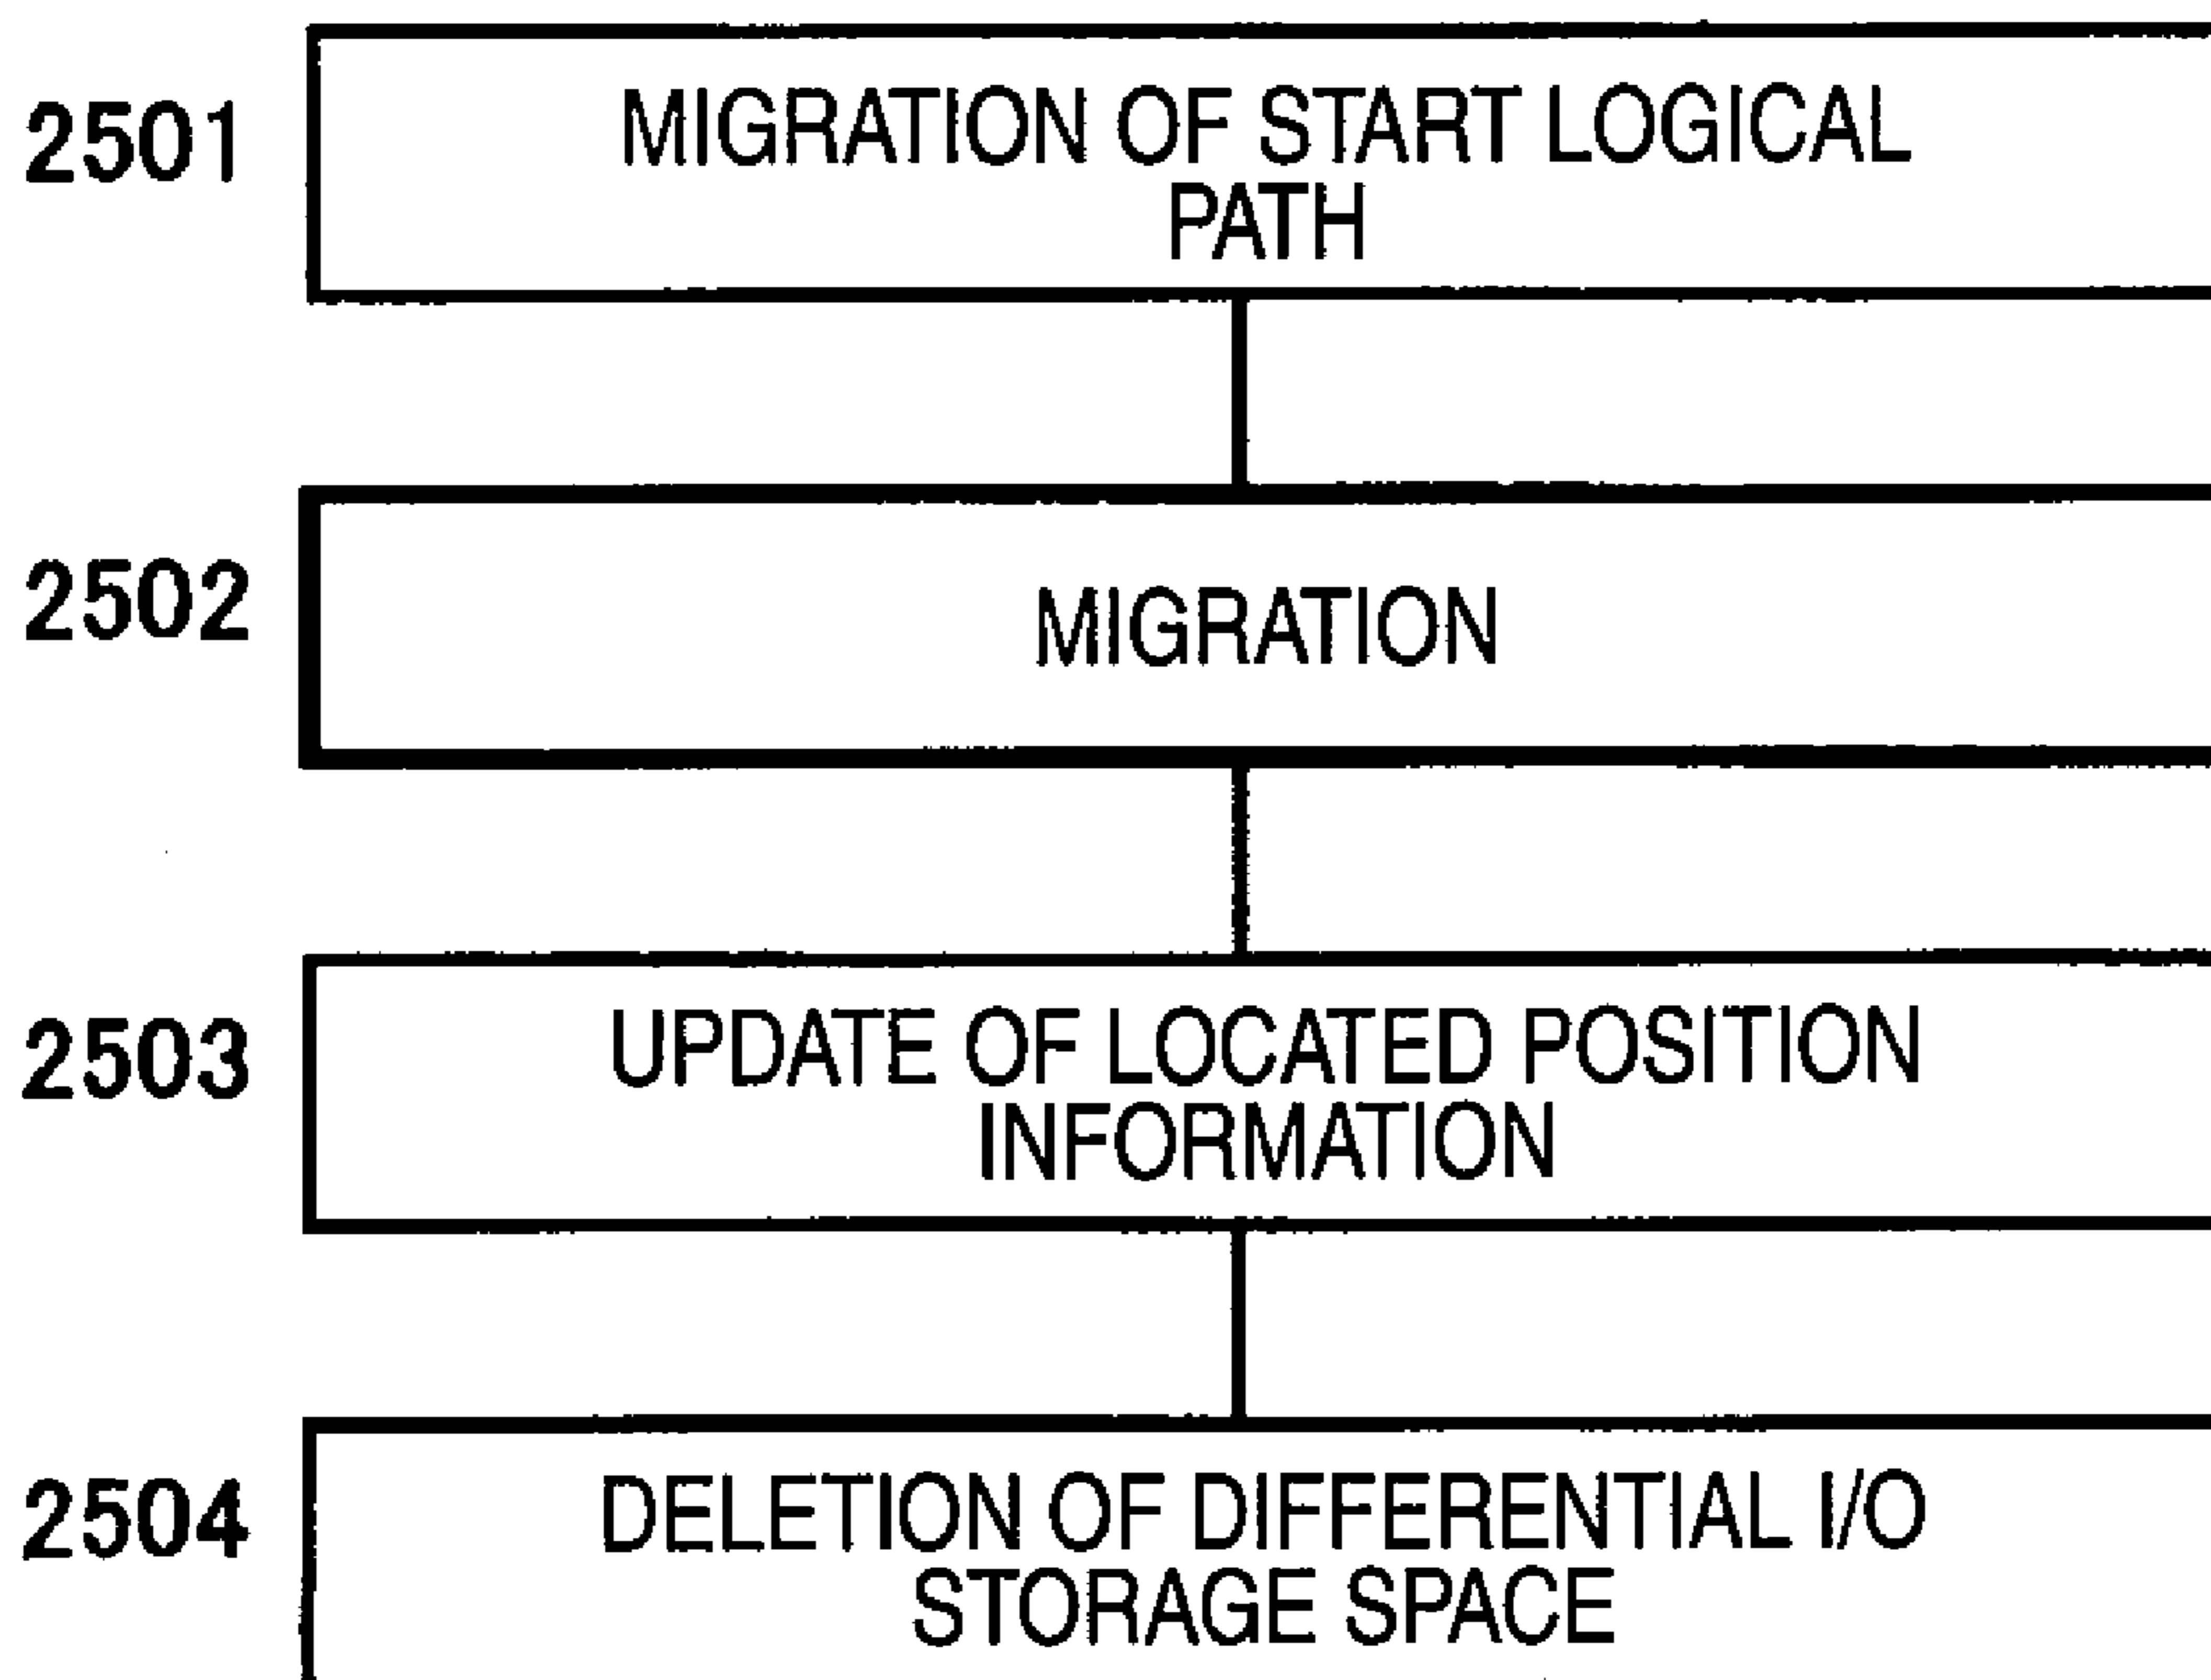 2501
MIGRATION OF START LOGICAL
PATH
2502
MIGRATION
2503
UPDATE OF LOCATED POSITION
INFORMATION
2504
DELETION OF DIFFERENTIAL I/O
STORAGE SPACE